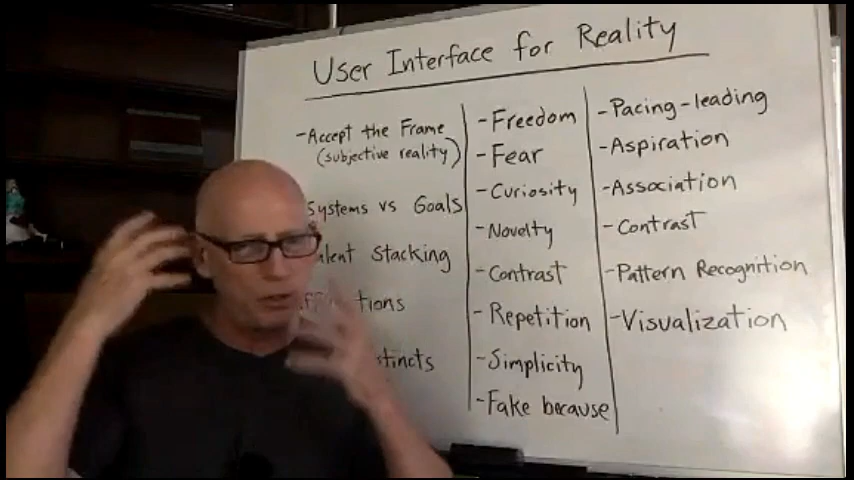 User Interface for Reality
-Accept the Frame
(subjective reality)
Systems vs Goals
Stacking
-Freedom
-Fear
-Curiosity
-Novelty
-Contrast
-Repetition
-Simplicity
-Fake because
-Pacing-leading
-Aspiration
-Association
-Contrast
-Pattern Recognition
-Visualization